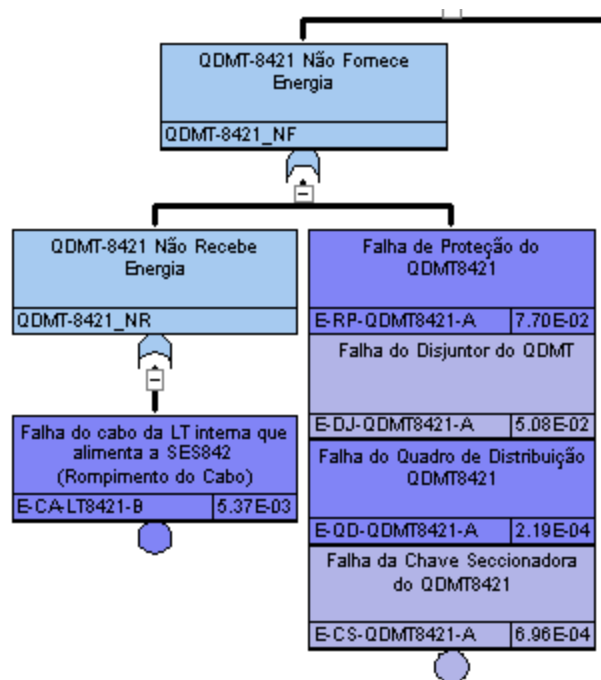 QDMT-8421 Não Fornece
Energia
QDMT-8421_NF
QDMT-8421 Não Recebe
Energia
QDMT-8421_NR
Falha do cabo da LT interna que
alimenta a SES842
(Rompimento do Cabo)
E-CA-LT8421-B 5.37E-03
Falha de Proteção do
QDMT8421
E-RP-QDMT8421-A 7.70E-02
Falha do Disjuntor do QDMT
E-DJ-QDMT8421-A 5.08E-02
Falha do Quadro de Distribuição
QDMT8421
E-QD-QDMT8421-A 2.19E-04
Falha da Chave Seccionadora
do QDMT8421
E-CS-QDMT8421-A 6.96E-04